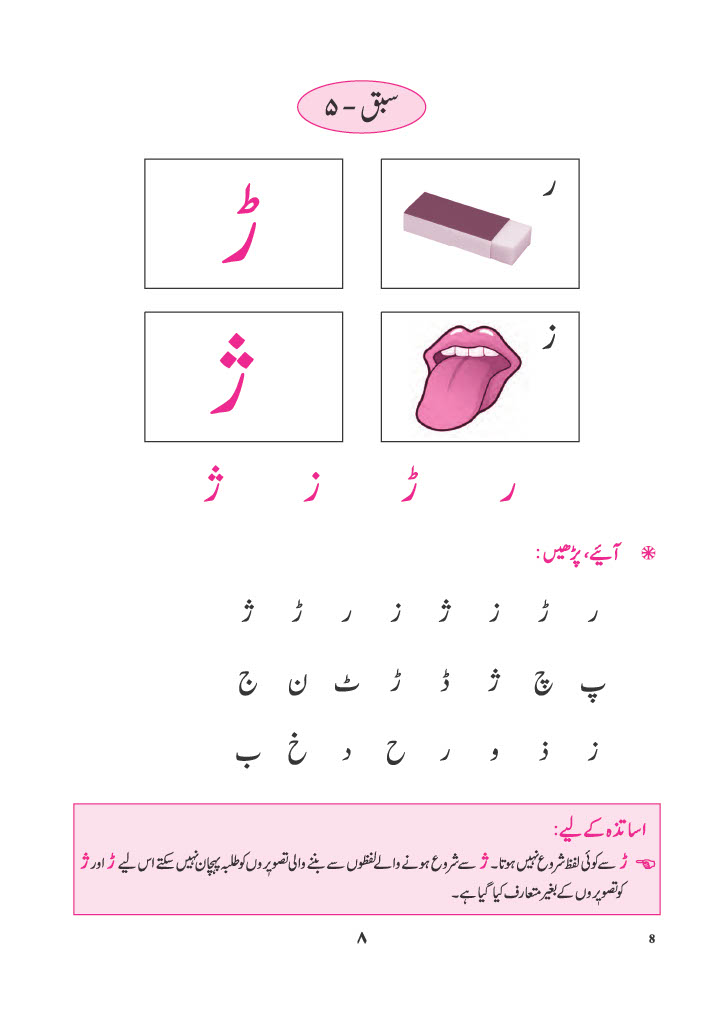 سبق - ۵
ر
ڑ
ز
ژ
ر ڑ ز ژ
آیئے، پڑھیں:
ر ڑ ز ژ ز ر ڑ ژ
پ چ ژ ڈ ڑ ٹ ن ج
ز ذ و ر ح د خ ب
اساتذہ کے لیے:
ڑ سے کوئی لفظ شروع نہیں ہوتا۔ ژ سے شروع ہونے والے لفظوں سے بننے والی تصویروں کو طلبہ پہچان نہیں سکتے اس لیے ڑ اور ژ
کو تصویروں کے بغیر متعارف کیا گیا ہے۔
۸
8